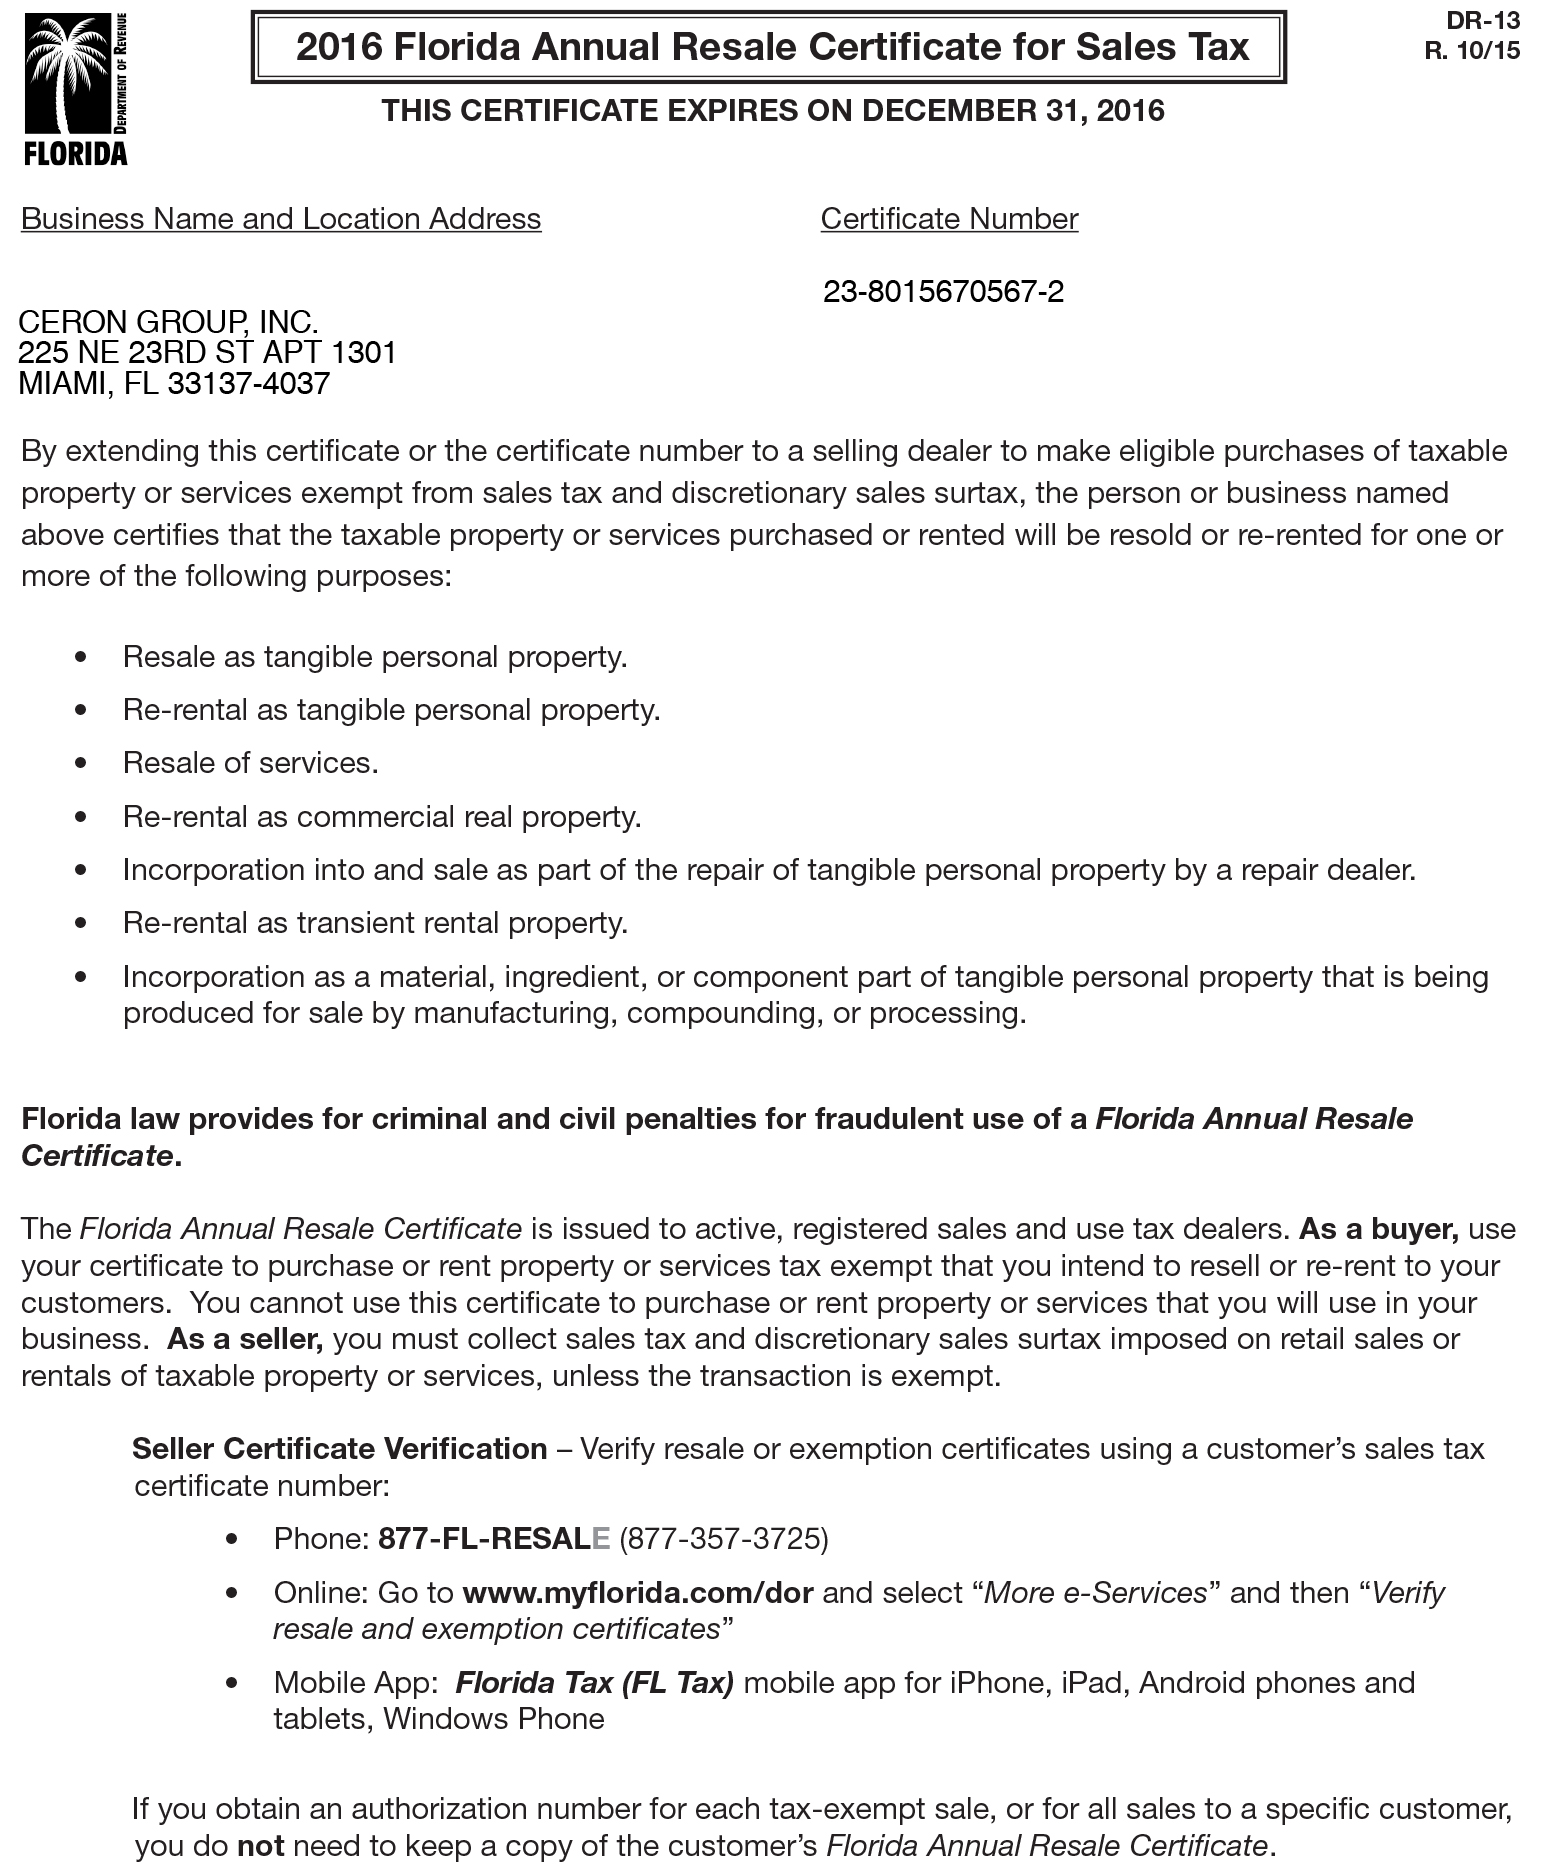 DEPARTMENT OF REVENUE
FLORIDA
2016 Florida Annual Resale Certificate for Sales Tax
THIS CERTIFICATE EXPIRES ON DECEMBER 31, 2016
DR-13
R. 10/15
Business Name and Location Address
Certificate Number
23-8015670567-2
CERON GROUP, INC.
225 NE 23RD ST APT 1301
MIAMI, FL 33137-4037
By extending this certificate or the certificate number to a selling dealer to make eligible purchases of taxable
property or services exempt from sales tax and discretionary sales surtax, the person or business named
above certifies that the taxable property or services purchased or rented will be resold or re-rented for one or
more of the following purposes:
• Resale as tangible personal property.
• Re-rental as tangible personal property.
• Resale of services.
• Re-rental as commercial real property.
• Incorporation into and sale as part of the repair of tangible personal property by a repair dealer.
• Re-rental as transient rental property.
• Incorporation as a material, ingredient, or component part of tangible personal property that is being
produced for sale by manufacturing, compounding, or processing.
Florida law provides for criminal and civil penalties for fraudulent use of a Florida Annual Resale
Certificate.
The Florida Annual Resale Certificate is issued to active, registered sales and use tax dealers. As a buyer, use
your certificate to purchase or rent property or services tax exempt that you intend to resell or re-rent to your
customers. You cannot use this certificate to purchase or rent property or services that you will use in your
business. As a seller, you must collect sales tax and discretionary sales surtax imposed on retail sales or
rentals of taxable property or services, unless the transaction is exempt.
Seller Certificate Verification – Verify resale or exemption certificates using a customer’s sales tax
certificate number:
• Phone: 877-FL-RESALE (877-357-3725)
• Online: Go to www.myflorida.com/dor and select “More e-Services” and then “Verify
resale and exemption certificates”
• Mobile App: Florida Tax (FL Tax) mobile app for iPhone, iPad, Android phones and
tablets, Windows Phone
If you obtain an authorization number for each tax-exempt sale, or for all sales to a specific customer,
you do not need to keep a copy of the customer’s Florida Annual Resale Certificate.